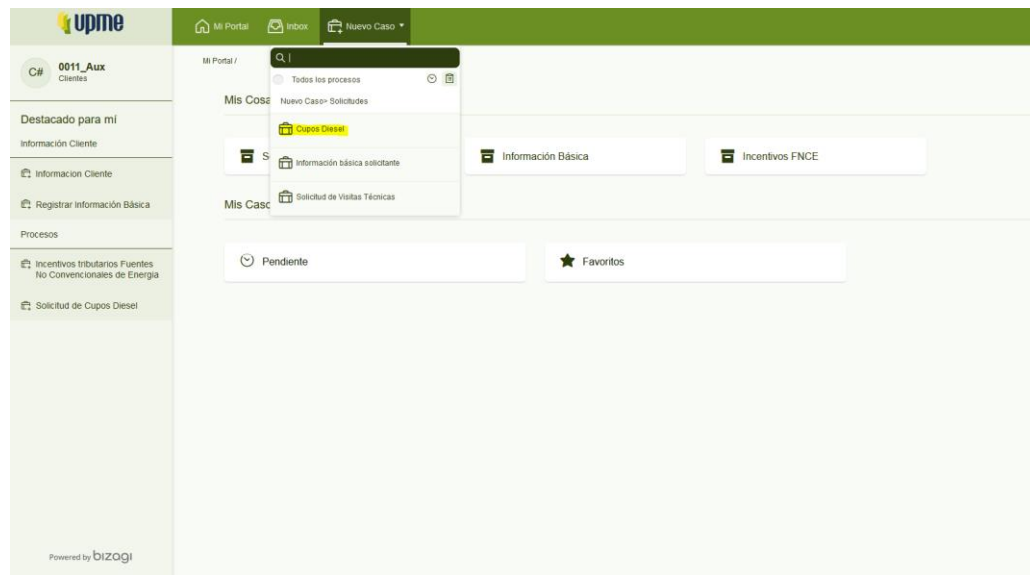 upme
Mi Portal
Inbox
Nuevo Caso
C#
0011_Aux
Clientes
Destacado para mí
Información Cliente
Informacion Cliente
Registrar Información Básica
Procesos
Incentivos tributarios Fuentes
No Convencionales de Energia
Solicitud de Cupos Diesel
Powered by bizagi
Mi Portal /
Todos los procesos
Nuevo Caso> Solicitudes
Cupos Diesel
Información básica solicitante
Solicitud de Visitas Técnicas
Mis Cosa
S
Información Básica
Incentivos FNCE
Mis Caso
Pendiente
Favoritos